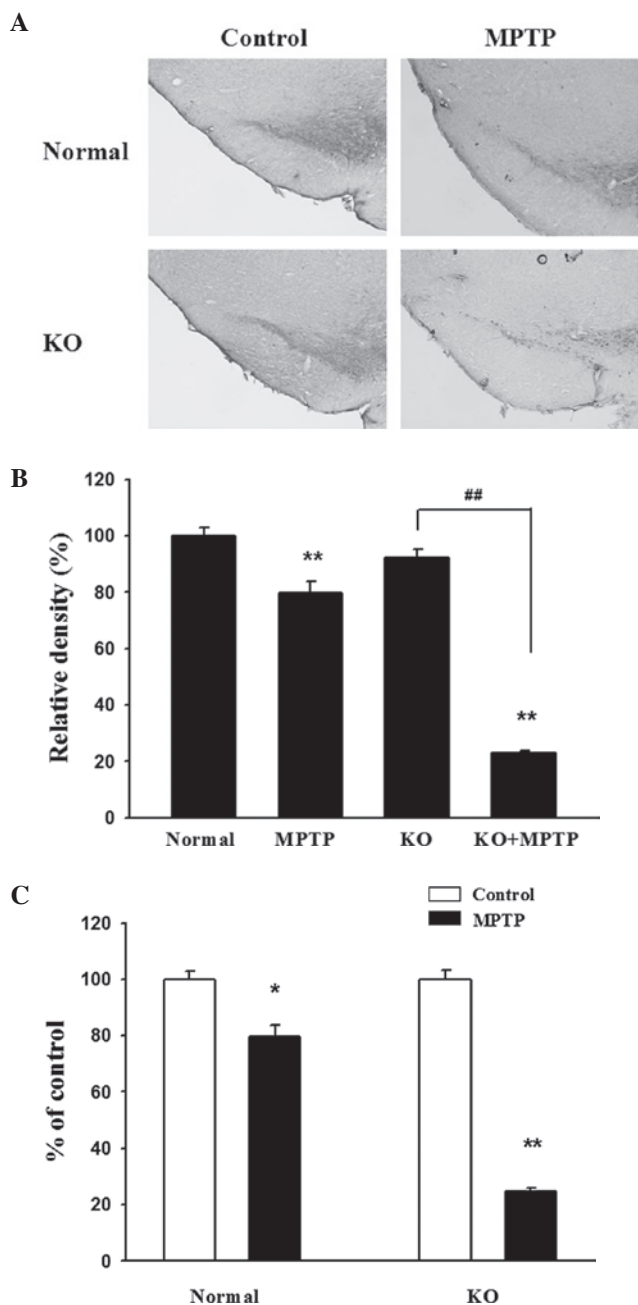 A
Control MPTP
Normal
KO
B
Relative density (%)
120
100
80
60
40
20
0
**
##
**
Normal MPTP KO KO+MPTP
C
Control
MPTP
% of control
120
100
80
60
40
20
0
*
**
Normal KO